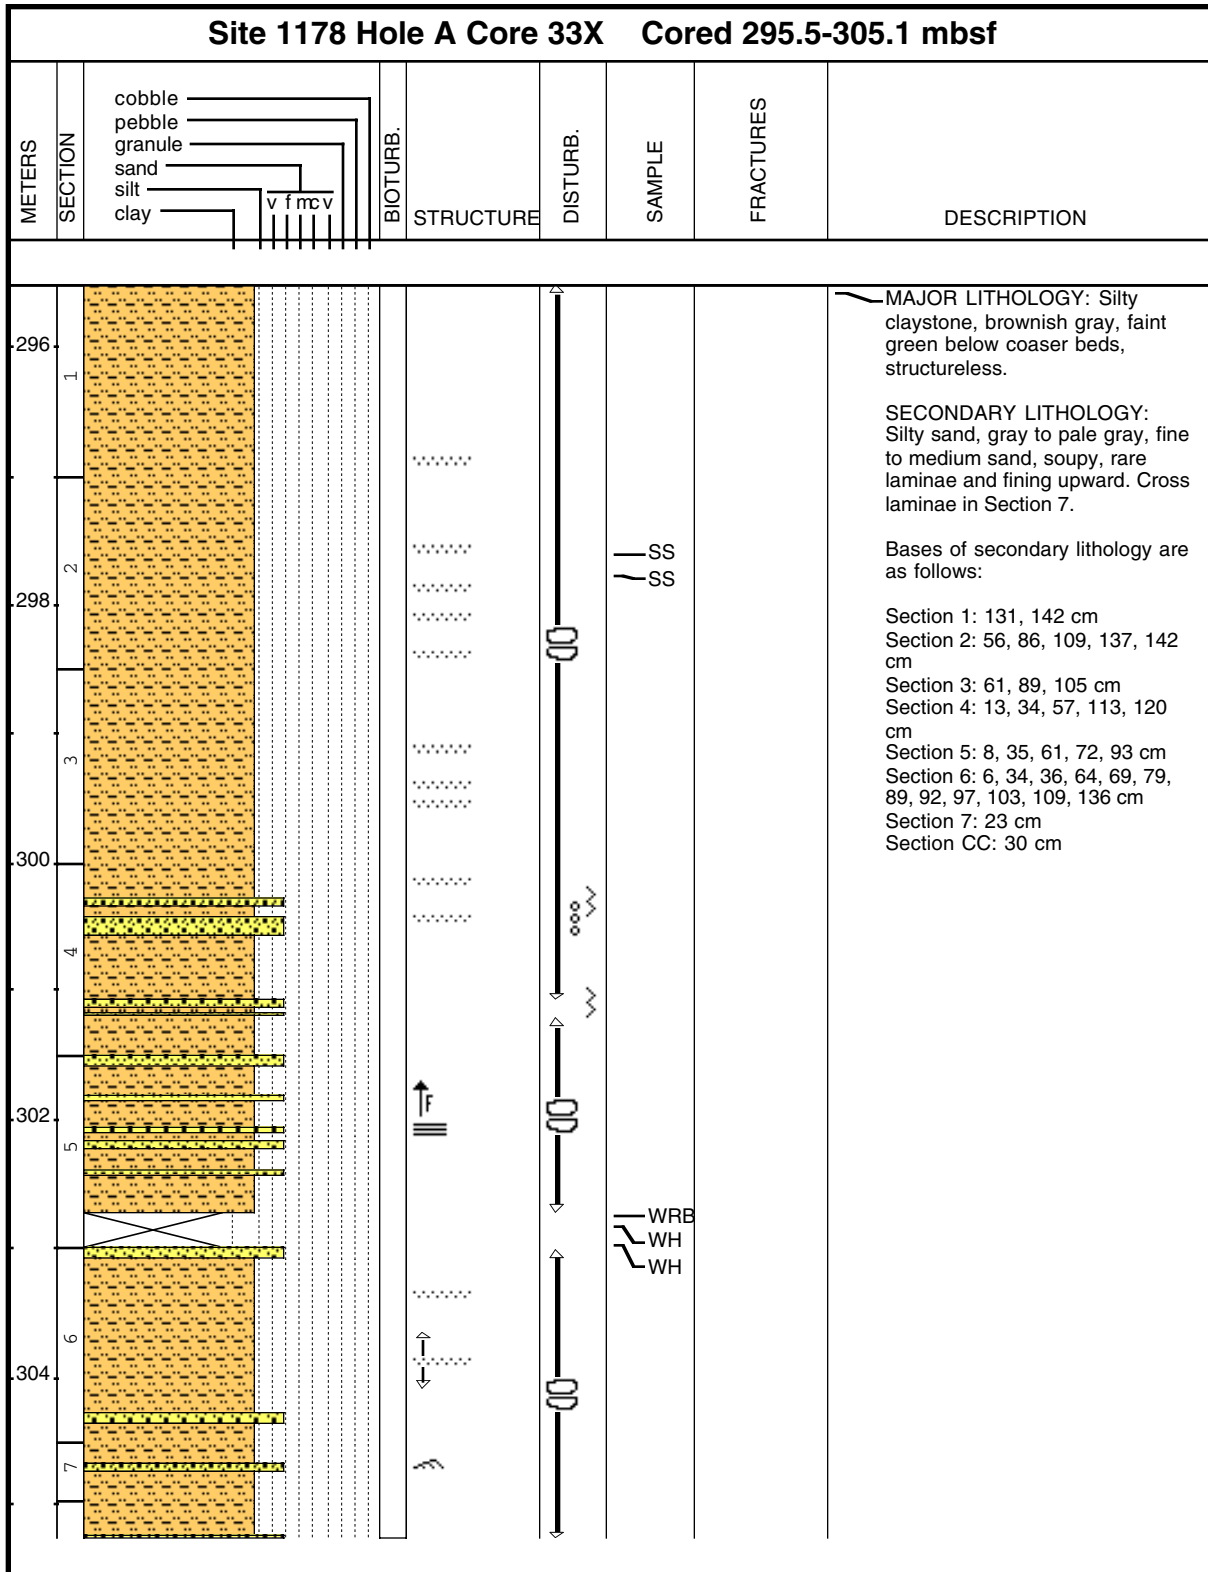 Site 1178 Hole A Core 33X Cored 295.5-305.1 mbsf
METERS
SECTION
cobble
pebble
granule
sand
silt
clay
v f m c v
BIOTURB.
STRUCTURE
DISTURB.
SAMPLE
FRACTURES
DESCRIPTION
296
298
300
302
304
1
2
3
4
5
6
7
F
SS
SS
WRB
WH
WH
MAJOR LITHOLOGY: Silty
claystone, brownish gray, faint
green below coaser beds,
structureless.
SECONDARY LITHOLOGY:
Silty sand, gray to pale gray, fine
to medium sand, soupy, rare
laminae and fining upward. Cross
laminae in Section 7.
Bases of secondary lithology are
as follows:
Section 1: 131, 142 cm
Section 2: 56, 86, 109, 137, 142
cm
Section 3: 61, 89, 105 cm
Section 4: 13, 34, 57, 113, 120
cm
Section 5: 8, 35, 61, 72, 93 cm
Section 6: 6, 34, 36, 64, 69, 79,
89, 92, 97, 103, 109, 136 cm
Section 7: 23 cm
Section CC: 30 cm